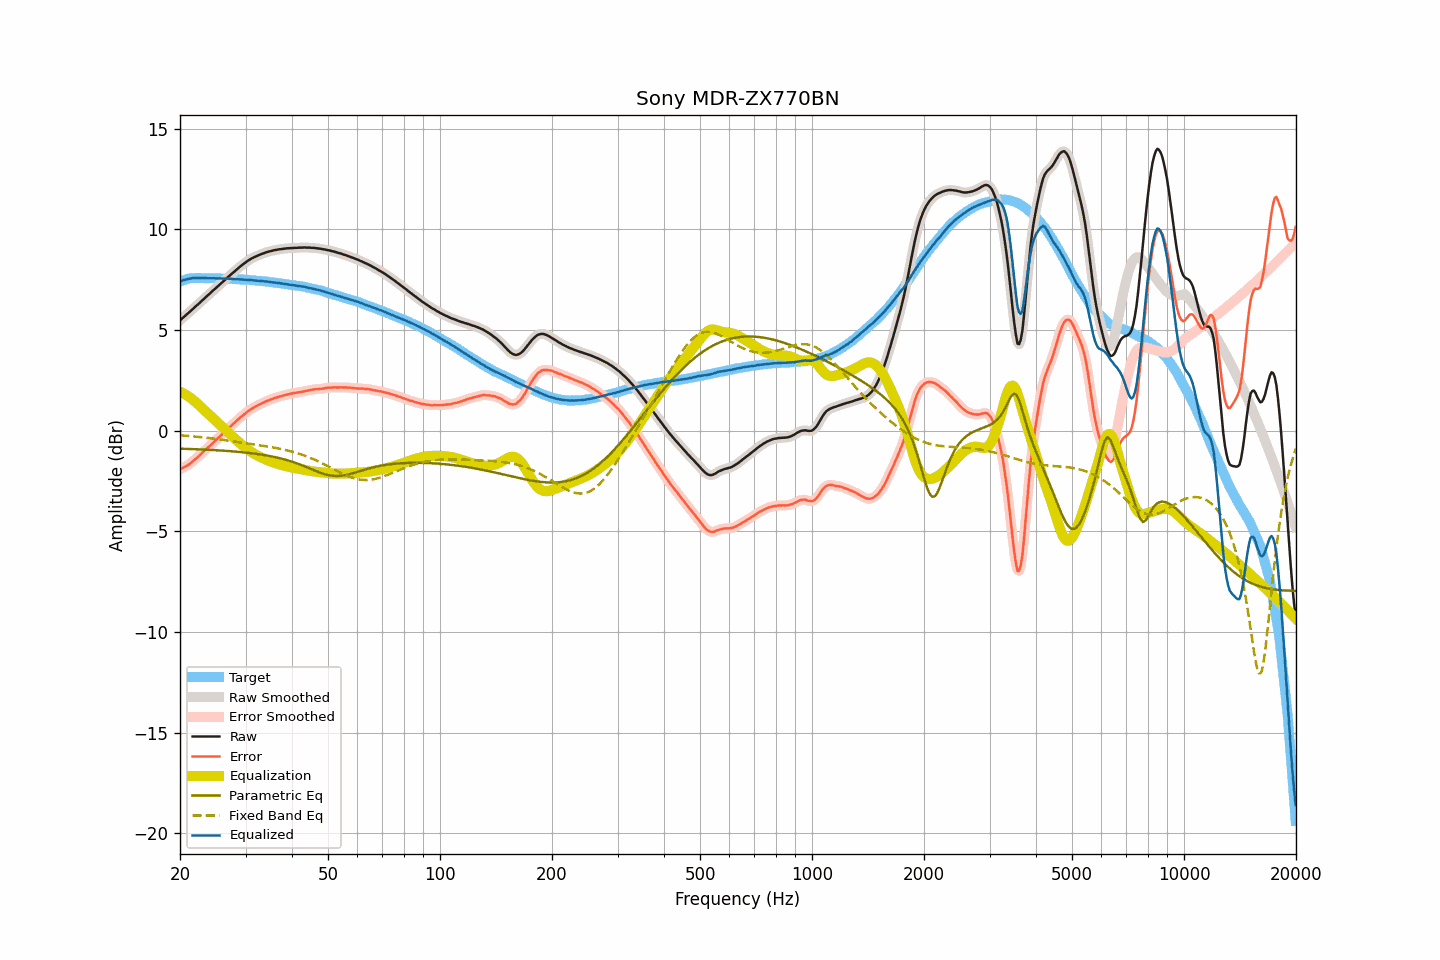 Sony MDR-ZX770BN
15
10
5
0
−5
−10
−15
−20
Amplitude (dBr)
Target
Raw Smoothed
Error Smoothed
Raw
Error
Equalization
Parametric Eq
Fixed Band Eq
Equalized
20 50 100 200 500 1000 2000 5000 10000 20000
Frequency (Hz)